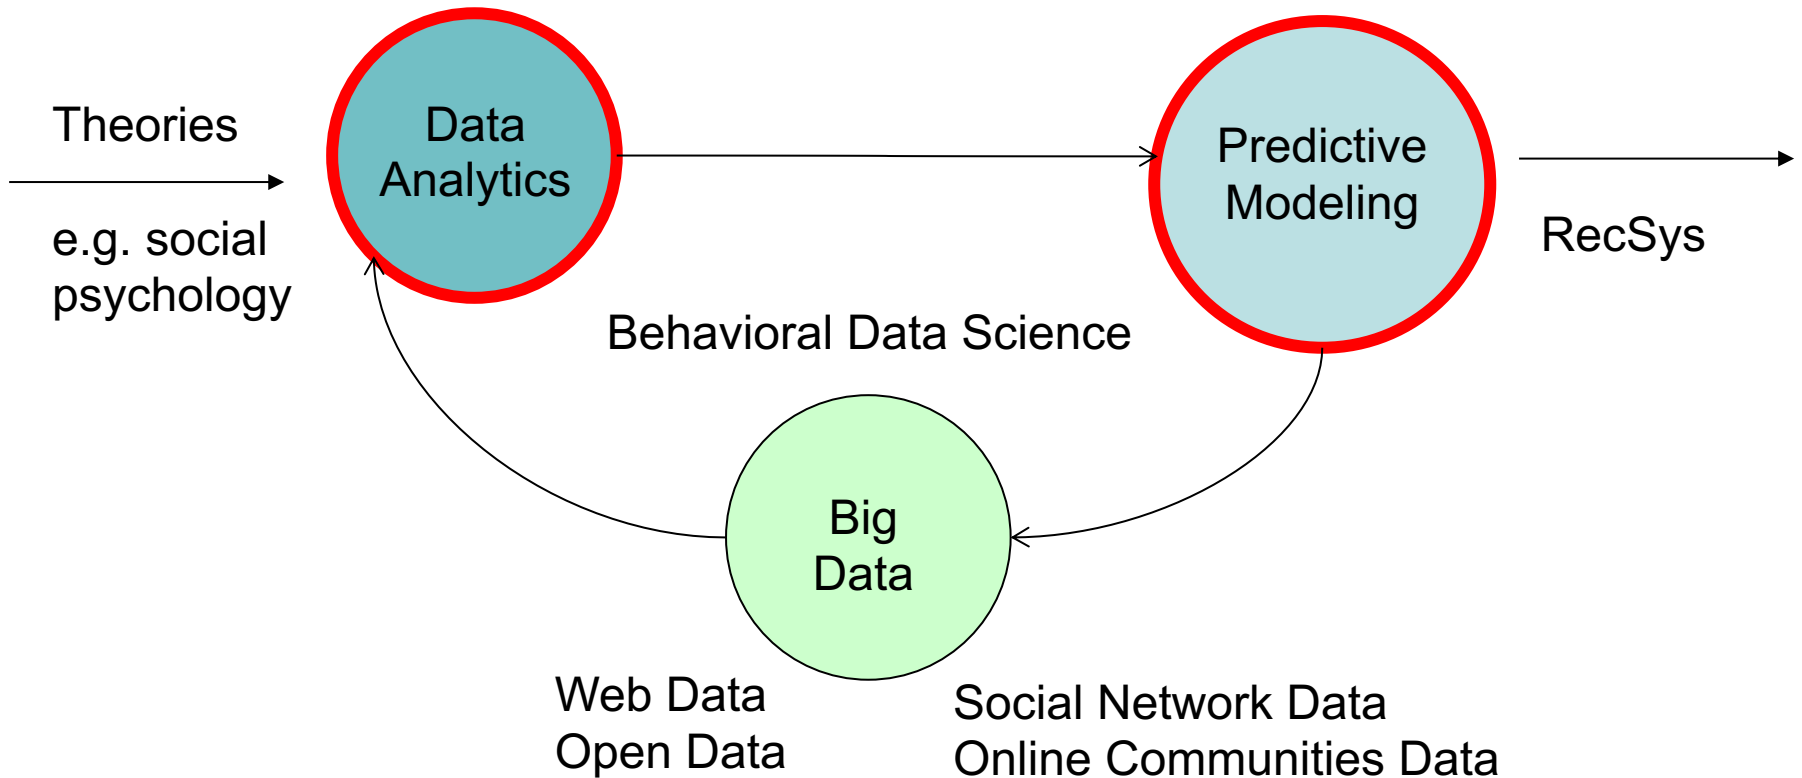 Theories
e.g. social
psychology
Data
Analytics
Predictive
Modeling
RecSys
Behavioral Data Science
Big
Data
Web Data
Open Data
Social Network Data
Online Communities Data